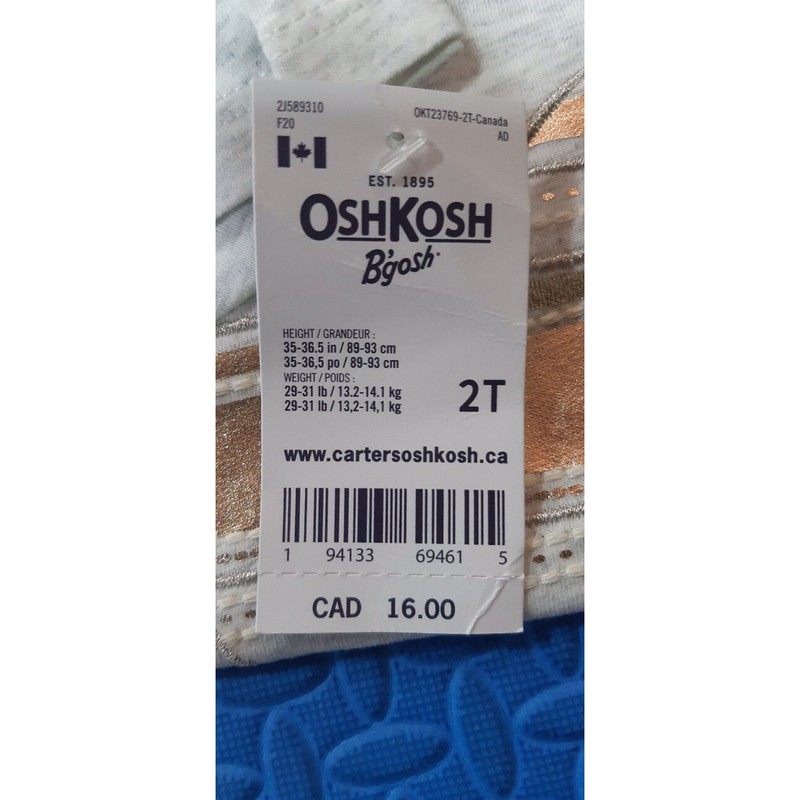 2J589310
F20
OKT23769-2T-Canada
AD
EST. 1895
OSHKOSH
B'gosh
HEIGHT / GRANDEUR :
35-36.5 in / 89-93 cm
35-36,5 po / 89-93 cm
WEIGHT / POIDS :
29-31 lb / 13.2-14.1 kg
29-31 lb / 13,2-14,1 kg
2T
www.cartersoshkosh.ca
1 94133 69461 5
CAD 16.00